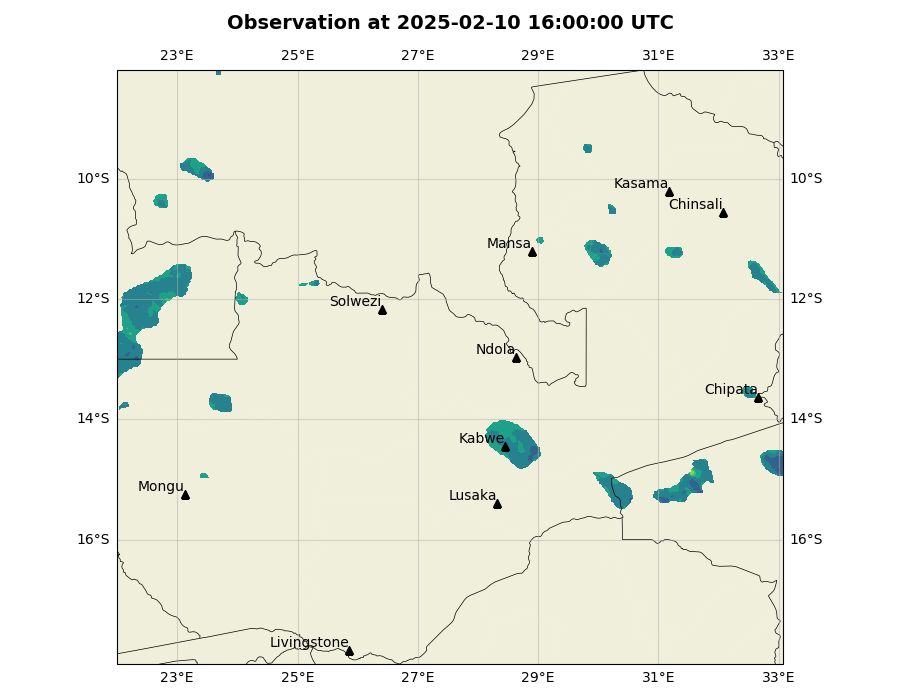 Observation at 2025-02-10 16:00:00 UTC
23°E 25°E 27°E 29°E 31°E 33°E
10°S 10°S
Kasama
Chinsali
Mansa
12°S 12°S
Solwezi
Ndola
Chipata
14°S 14°S
Kabwe
Mongu
Lusaka
16°S 16°S
Livingstone
23°E 25°E 27°E 29°E 31°E 33°E